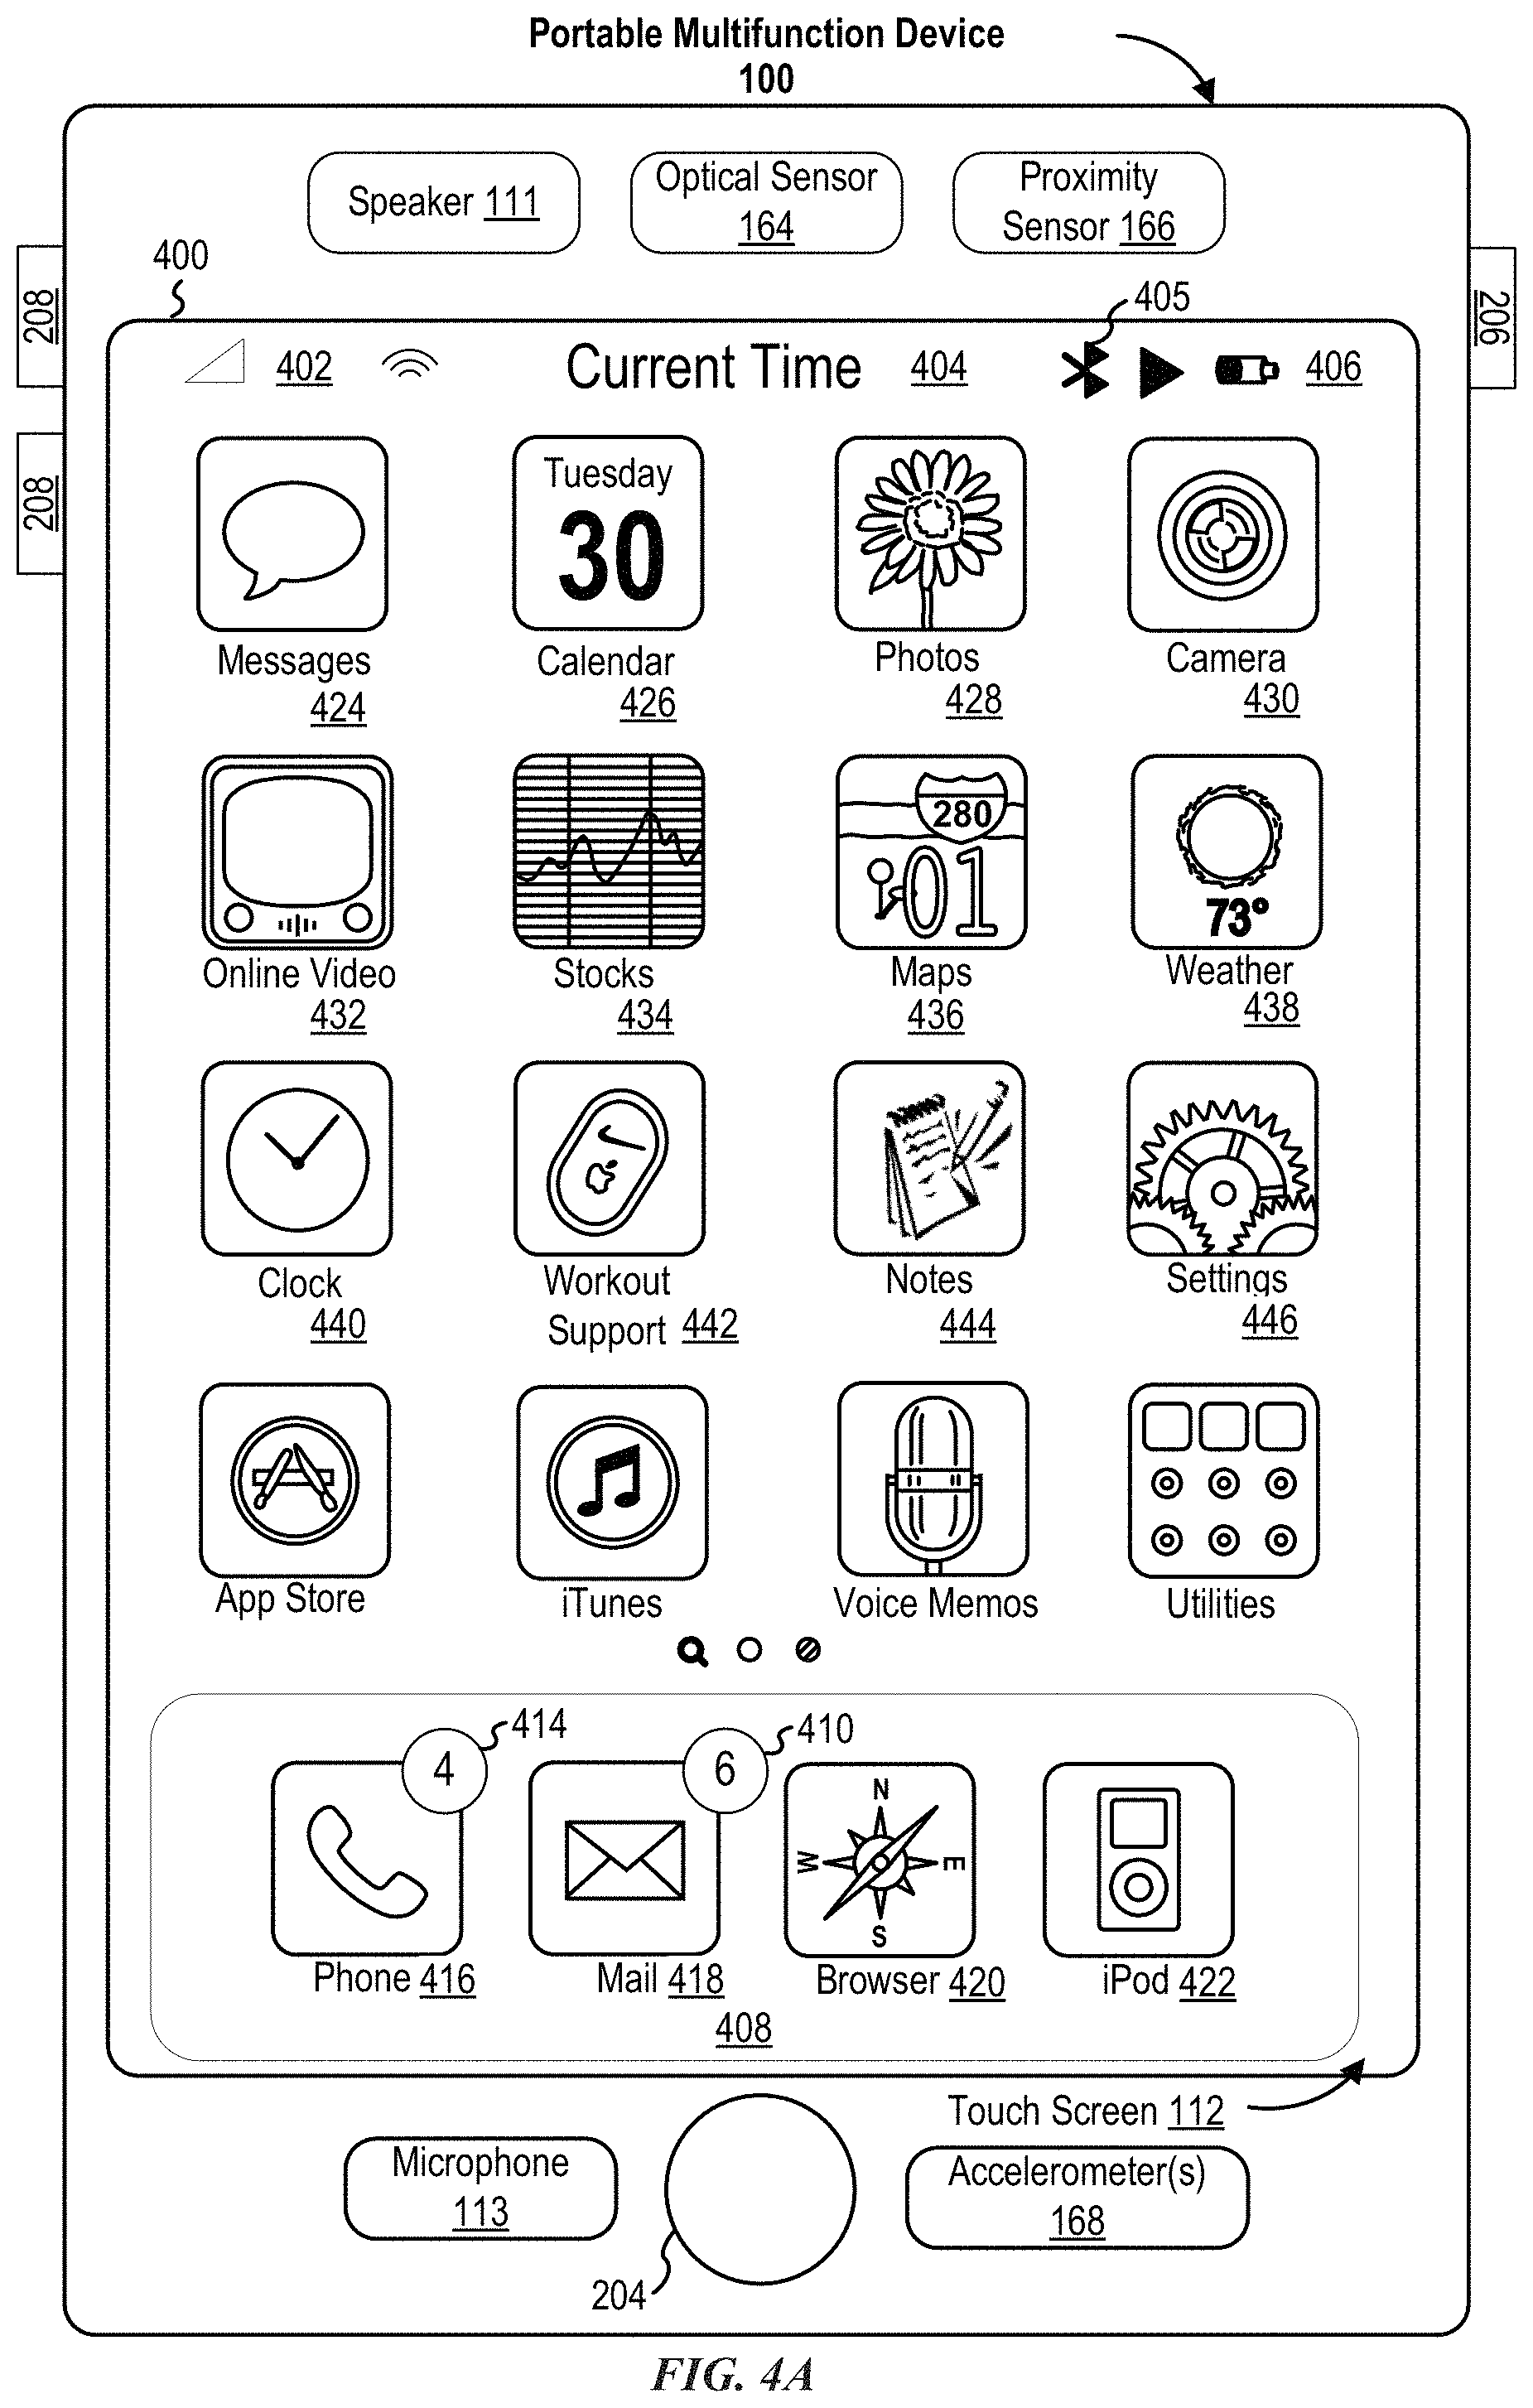 Portable Multifunction Device
100
Speaker 111
Optical Sensor
164
Proximity
Sensor 166
400
405
208
206
208
402
Current Time
404
406
Tuesday
30
Messages
424
Calendar
426
Photos
428
Camera
430
280
01
73°
Online Video
432
Stocks
434
Maps
436
Weather
438
Clock
440
Workout
Support 442
Notes
444
Settings
446
App Store
iTunes
Voice Memos
Utilities
4
414
6
410
N
W
E
S
Phone 416
Mail 418
Browser 420
iPod 422
408
Touch Screen 112
Microphone
113
Accelerometer(s)
168
204
FIG. 4A